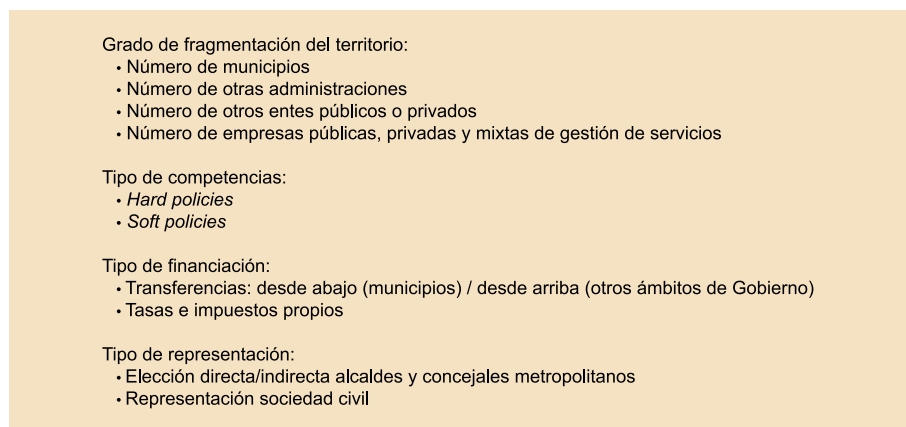 Grado de fragmentación del territorio:
• Número de municipios
• Número de otras administraciones
• Número de otros entes públicos o privados
• Número de empresas públicas, privadas y mixtas de gestión de servicios
Tipo de competencias:
• Hard policies
• Soft policies
Tipo de financiación:
• Transferencias: desde abajo (municipios) / desde arriba (otros ámbitos de Gobierno)
• Tasas e impuestos propios
Tipo de representación:
• Elección directa/indirecta alcaldes y concejales metropolitanos
• Representación sociedad civil